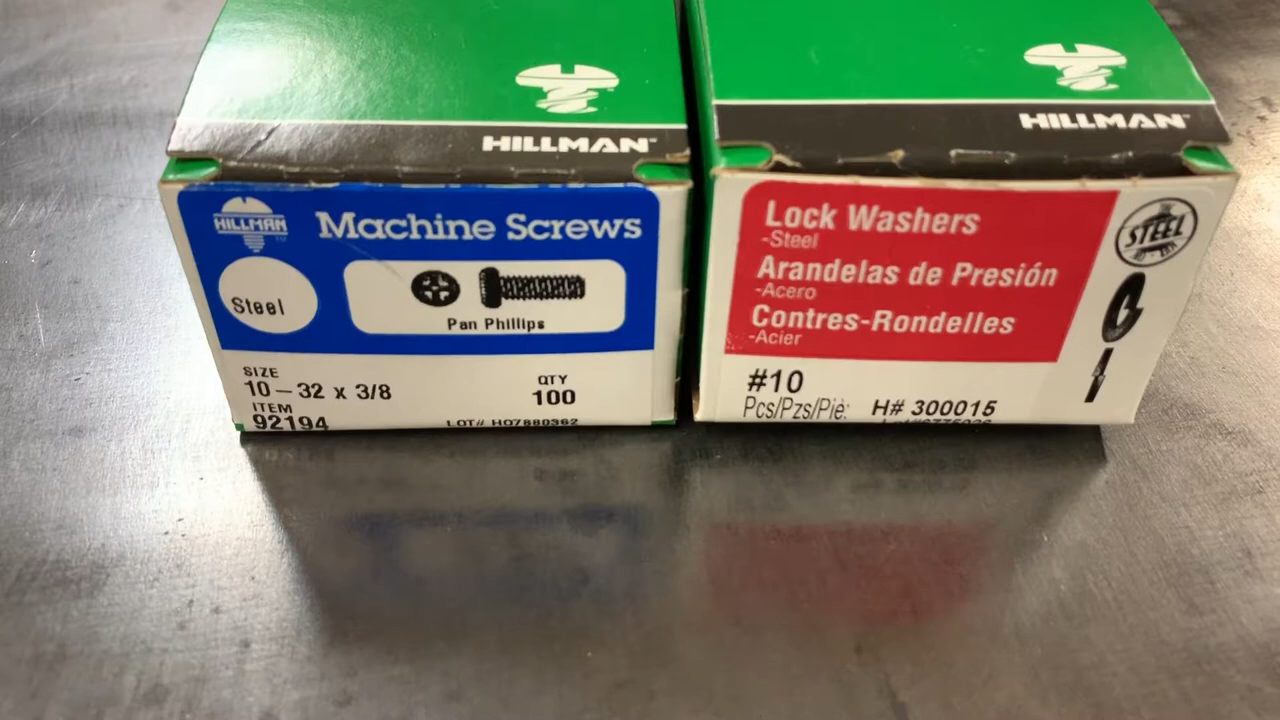 HILLMAN
HILLMAN
Machine Screws
Steel
Pan Phillips
SIZE
10-32 x 3/8
QTY
100
ITEM
92194
LOT# HO7880362
HILLMAN
Lock Washers
-Steel
Arandelas de Presión
-Acero
Contres-Rondelles
-Acier
STEEL
#10
Pcs/Pzs/Piè:
H# 300015